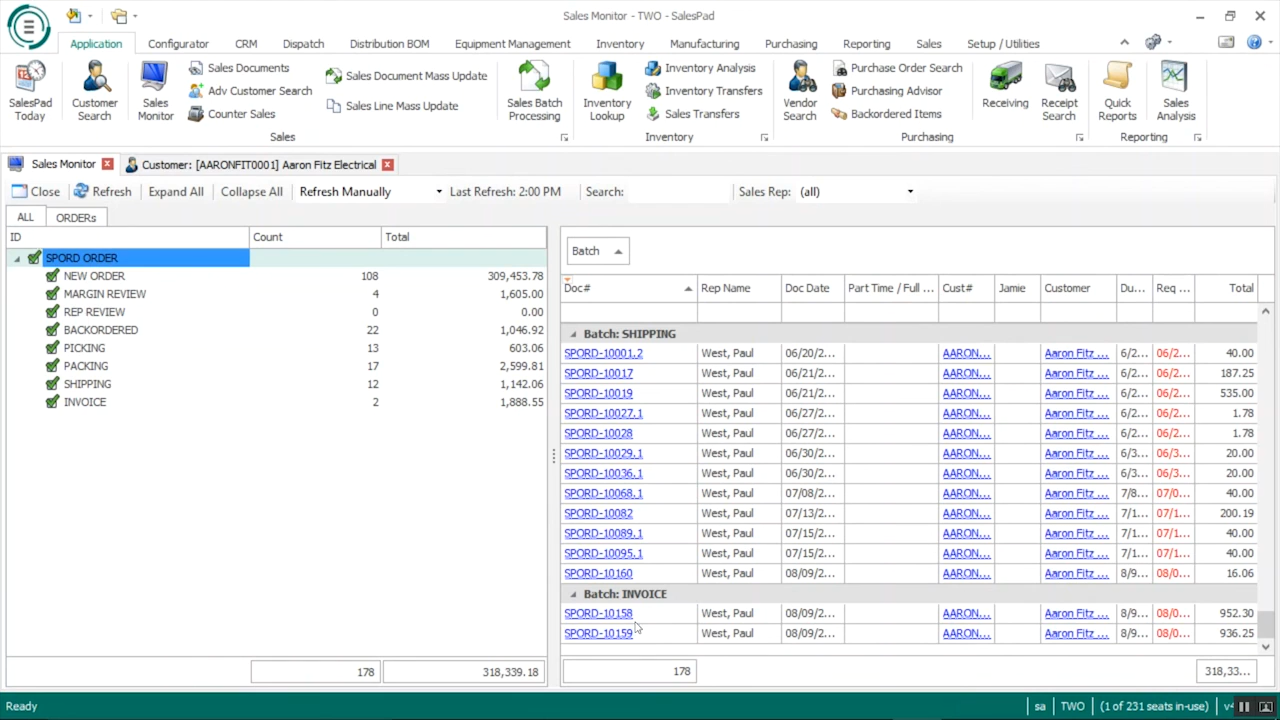 Sales Monitor - TWO - SalesPad
Application Configurator CRM Dispatch Distribution BOM Equipment Management Inventory Manufacturing Purchasing Reporting Sales Setup / Utilities
SalesPad Today
Customer Search
Sales Monitor
Sales Documents
Adv Customer Search
Counter Sales
Sales Document Mass Update
Sales Line Mass Update
Sales Batch Processing
Inventory Lookup
Inventory Analysis
Inventory Transfers
Sales Transfers
Vendor Search
Purchase Order Search
Purchasing Advisor
Backordered Items
Receiving
Receipt Search
Quick Reports
Sales Analysis
Sales Inventory Purchasing Reporting
Sales Monitor Customer: [AARONFIT0001] Aaron Fitz Electrical
Close Refresh Expand All Collapse All Refresh Manually Last Refresh: 2:00 PM Search: Sales Rep: (all)
ALL ORDERs
ID Count Total
SPORD ORDER
NEW ORDER 108 309,453.78
MARGIN REVIEW 4 1,605.00
REP REVIEW 0 0.00
BACKORDERED 22 1,046.92
PICKING 13 603.06
PACKING 17 2,599.81
SHIPPING 12 1,142.06
INVOICE 2 1,888.55
178 318,339.18
Batch
Doc# Rep Name Doc Date Part Time / Full ... Cust# Jamie Customer Du... Req ... Total
Batch: SHIPPING
SPORD-10001.2 West, Paul 06/20/2... AARON... Aaron Fitz ... 6/2... 06/2... 40.00
SPORD-10017 West, Paul 06/21/2... AARON... Aaron Fitz ... 6/2... 06/2... 187.25
SPORD-10019 West, Paul 06/21/2... AARON... Aaron Fitz ... 6/2... 06/2... 535.00
SPORD-10027.1 West, Paul 06/27/2... AARON... Aaron Fitz ... 6/2... 06/2... 1.78
SPORD-10028 West, Paul 06/27/2... AARON... Aaron Fitz ... 6/2... 06/2... 1.78
SPORD-10029.1 West, Paul 06/30/2... AARON... Aaron Fitz ... 6/3... 06/3... 20.00
SPORD-10036.1 West, Paul 06/30/2... AARON... Aaron Fitz ... 6/3... 06/3... 20.00
SPORD-10068.1 West, Paul 07/08/2... AARON... Aaron Fitz ... 7/8... 07/0... 40.00
SPORD-10082 West, Paul 07/13/2... AARON... Aaron Fitz ... 7/1... 07/1... 200.19
SPORD-10089.1 West, Paul 07/15/2... AARON... Aaron Fitz ... 7/1... 07/1... 40.00
SPORD-10095.1 West, Paul 07/15/2... AARON... Aaron Fitz ... 7/1... 07/1... 40.00
SPORD-10160 West, Paul 08/09/2... AARON... Aaron Fitz ... 8/9... 08/0... 16.06
Batch: INVOICE
SPORD-10158 West, Paul 08/09/2... AARON... Aaron Fitz ... 8/9... 08/0... 952.30
SPORD-10159 West, Paul 08/09/2... AARON... Aaron Fitz ... 8/9... 08/0... 936.25
178 318,33...
Ready sa TWO (1 of 231 seats in-use)